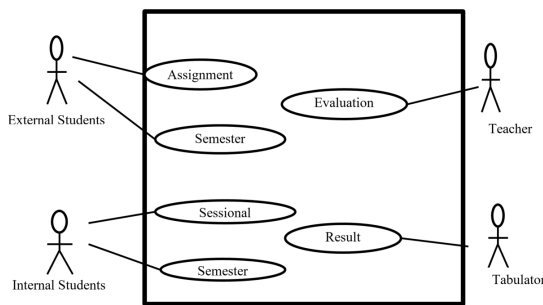 Assignment
Evaluation
External Students
Teacher
Semester
Sessional
Result
Semester
Internal Students
Tabulator